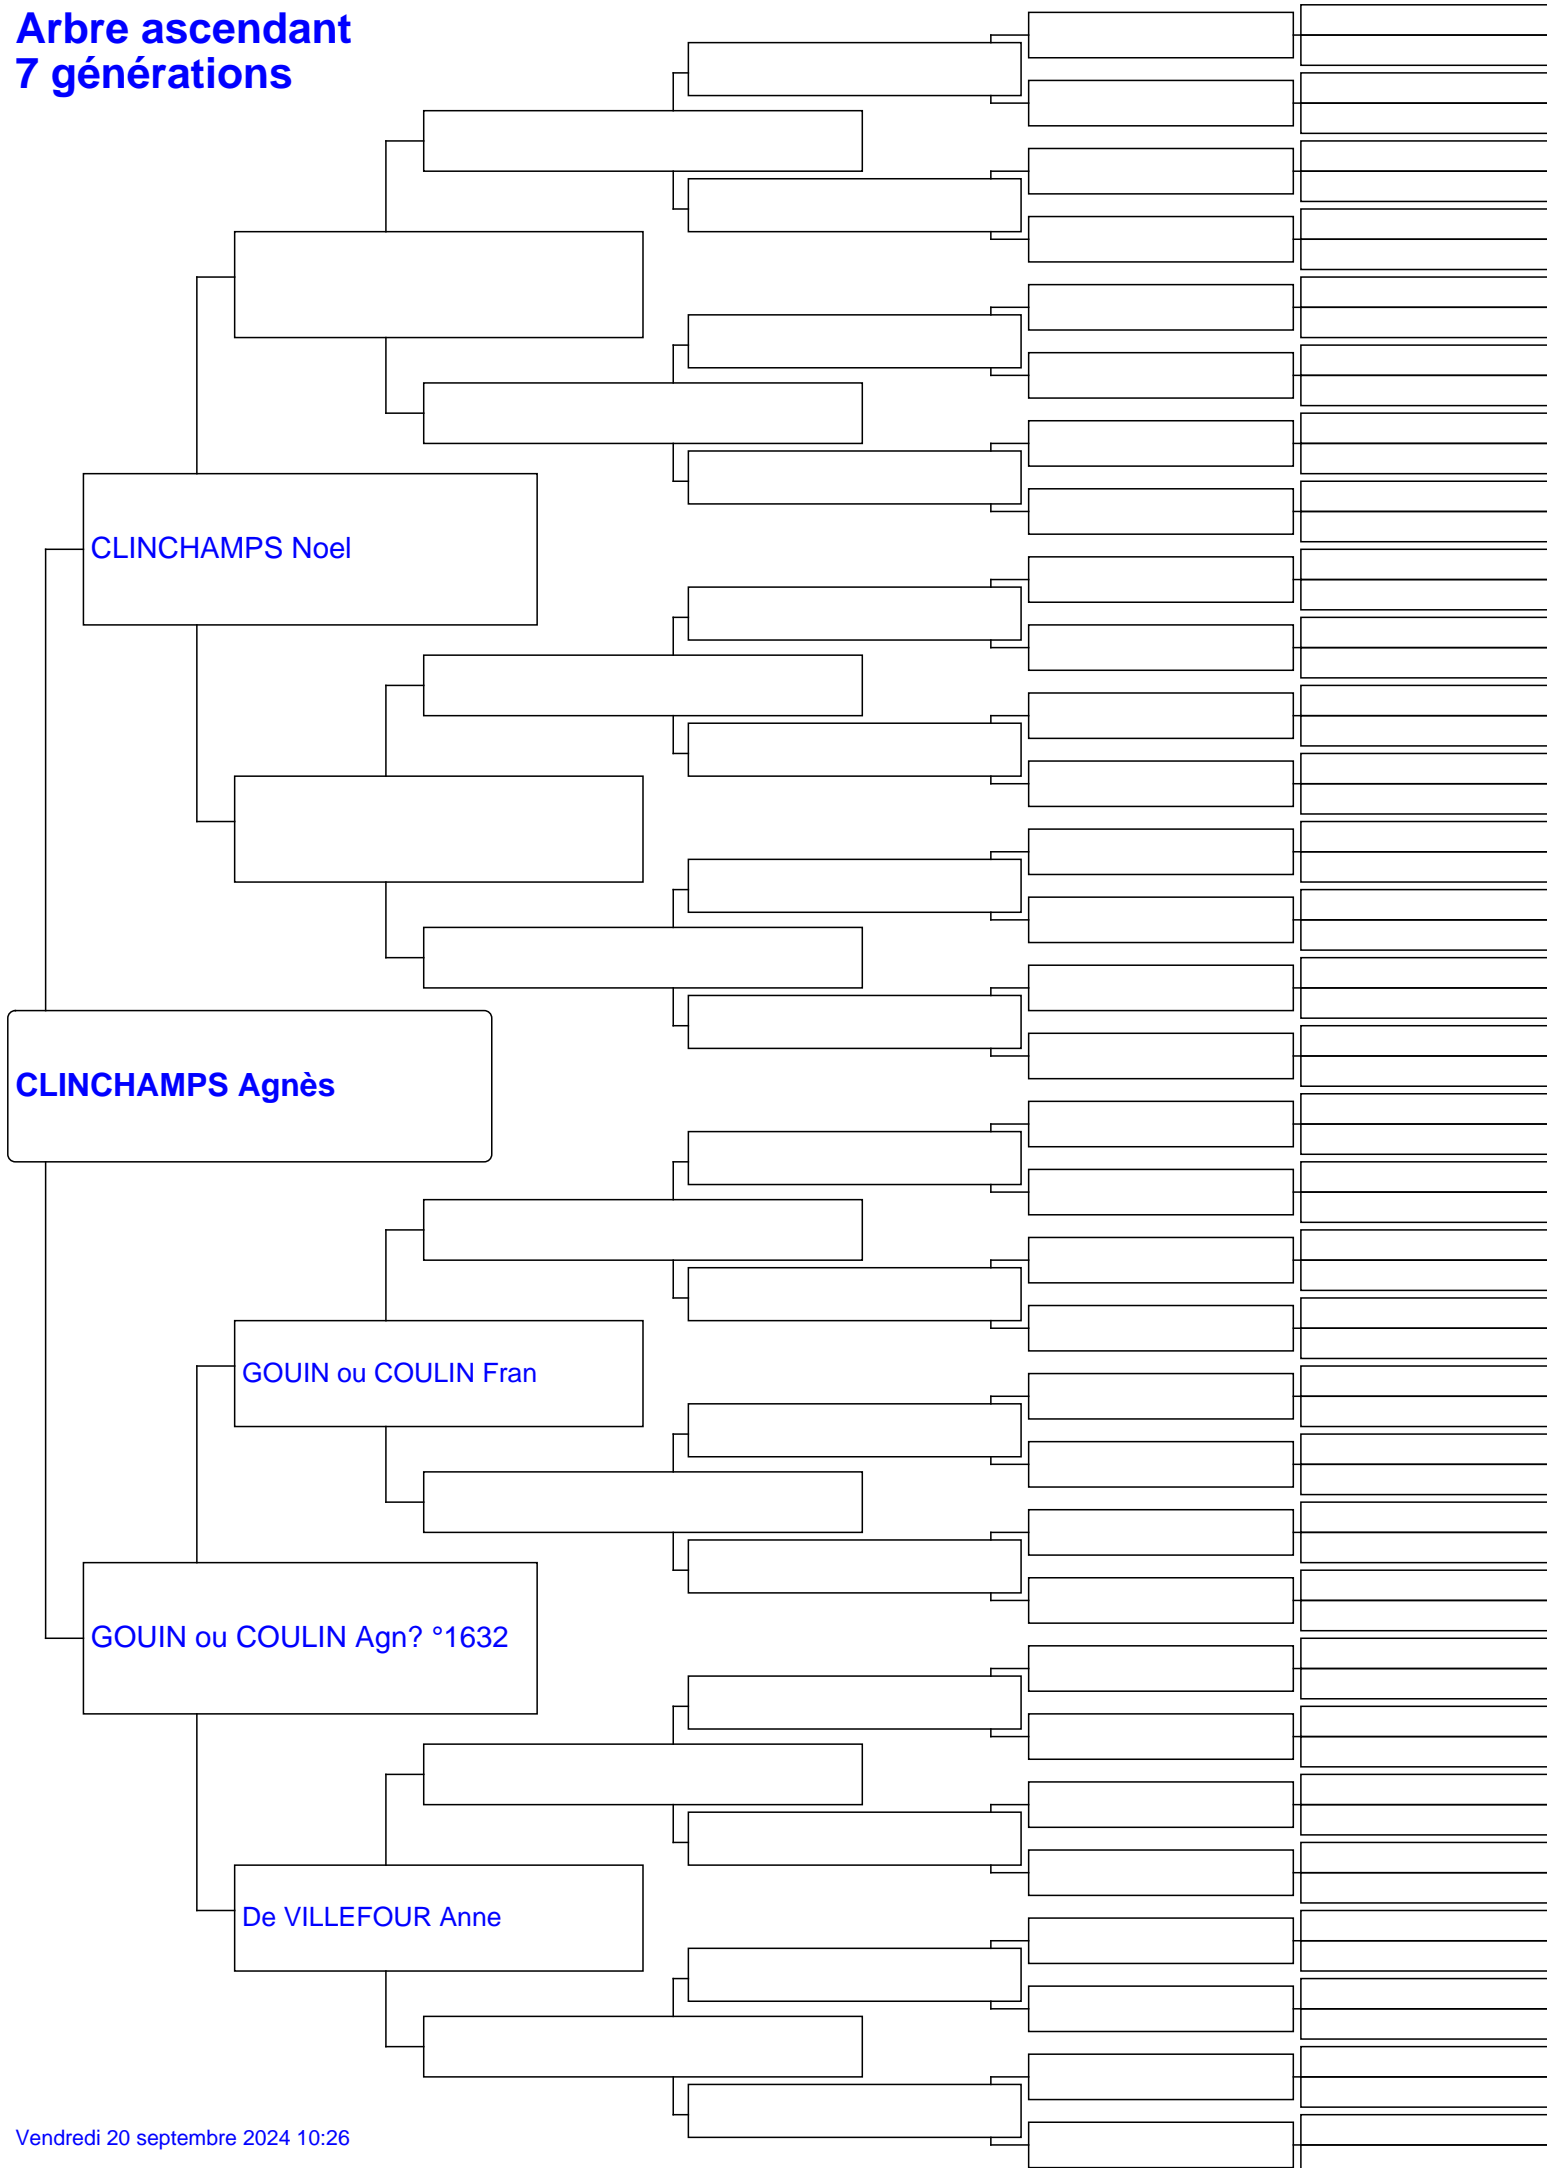 Arbre ascendant
7 générations
CLINCHAMPS Noel
CLINCHAMPS Agnès
GOUIN ou COULIN Fran
GOUIN ou COULIN Agn? °1632
De VILLEFOUR Anne
Vendredi 20 septembre 2024 10:26